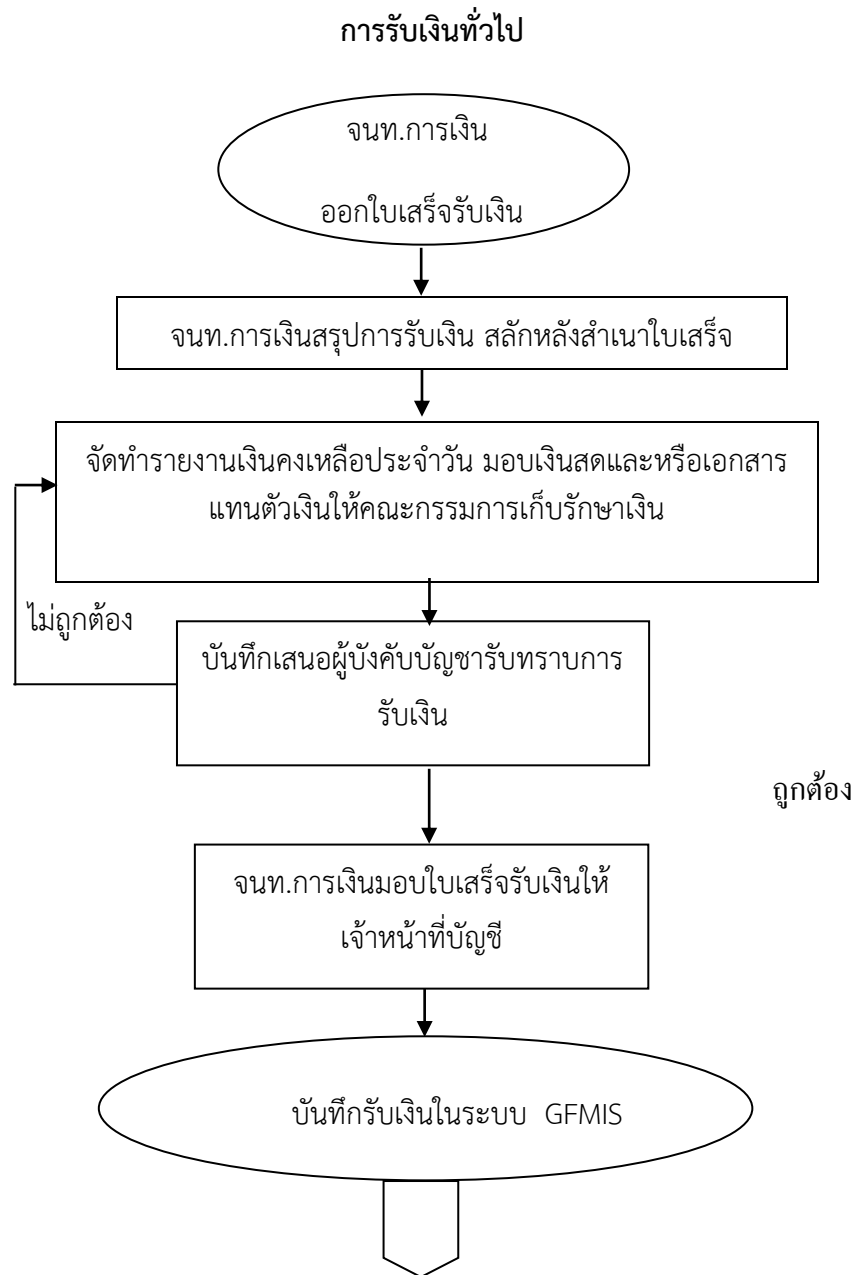 การรับเงินทั่วไป
จนท.การเงิน
ออกใบเสร็จรับเงิน
จนท.การเงินสรุปการรับเงิน สลักหลังสำเนาใบเสร็จ
จัดทำรายงานเงินคงเหลือประจำวัน มอบเงินสดและหรือเอกสาร
แทนตัวเงินให้คณะกรรมการเก็บรักษาเงิน
ไม่ถูกต้อง
บันทึกเสนอผู้บังคับบัญชารับทราบการ
รับเงิน
ถูกต้อง
จนท.การเงินมอบใบเสร็จรับเงินให้
เจ้าหน้าที่บัญชี
บันทึกรับเงินในระบบ GFMIS